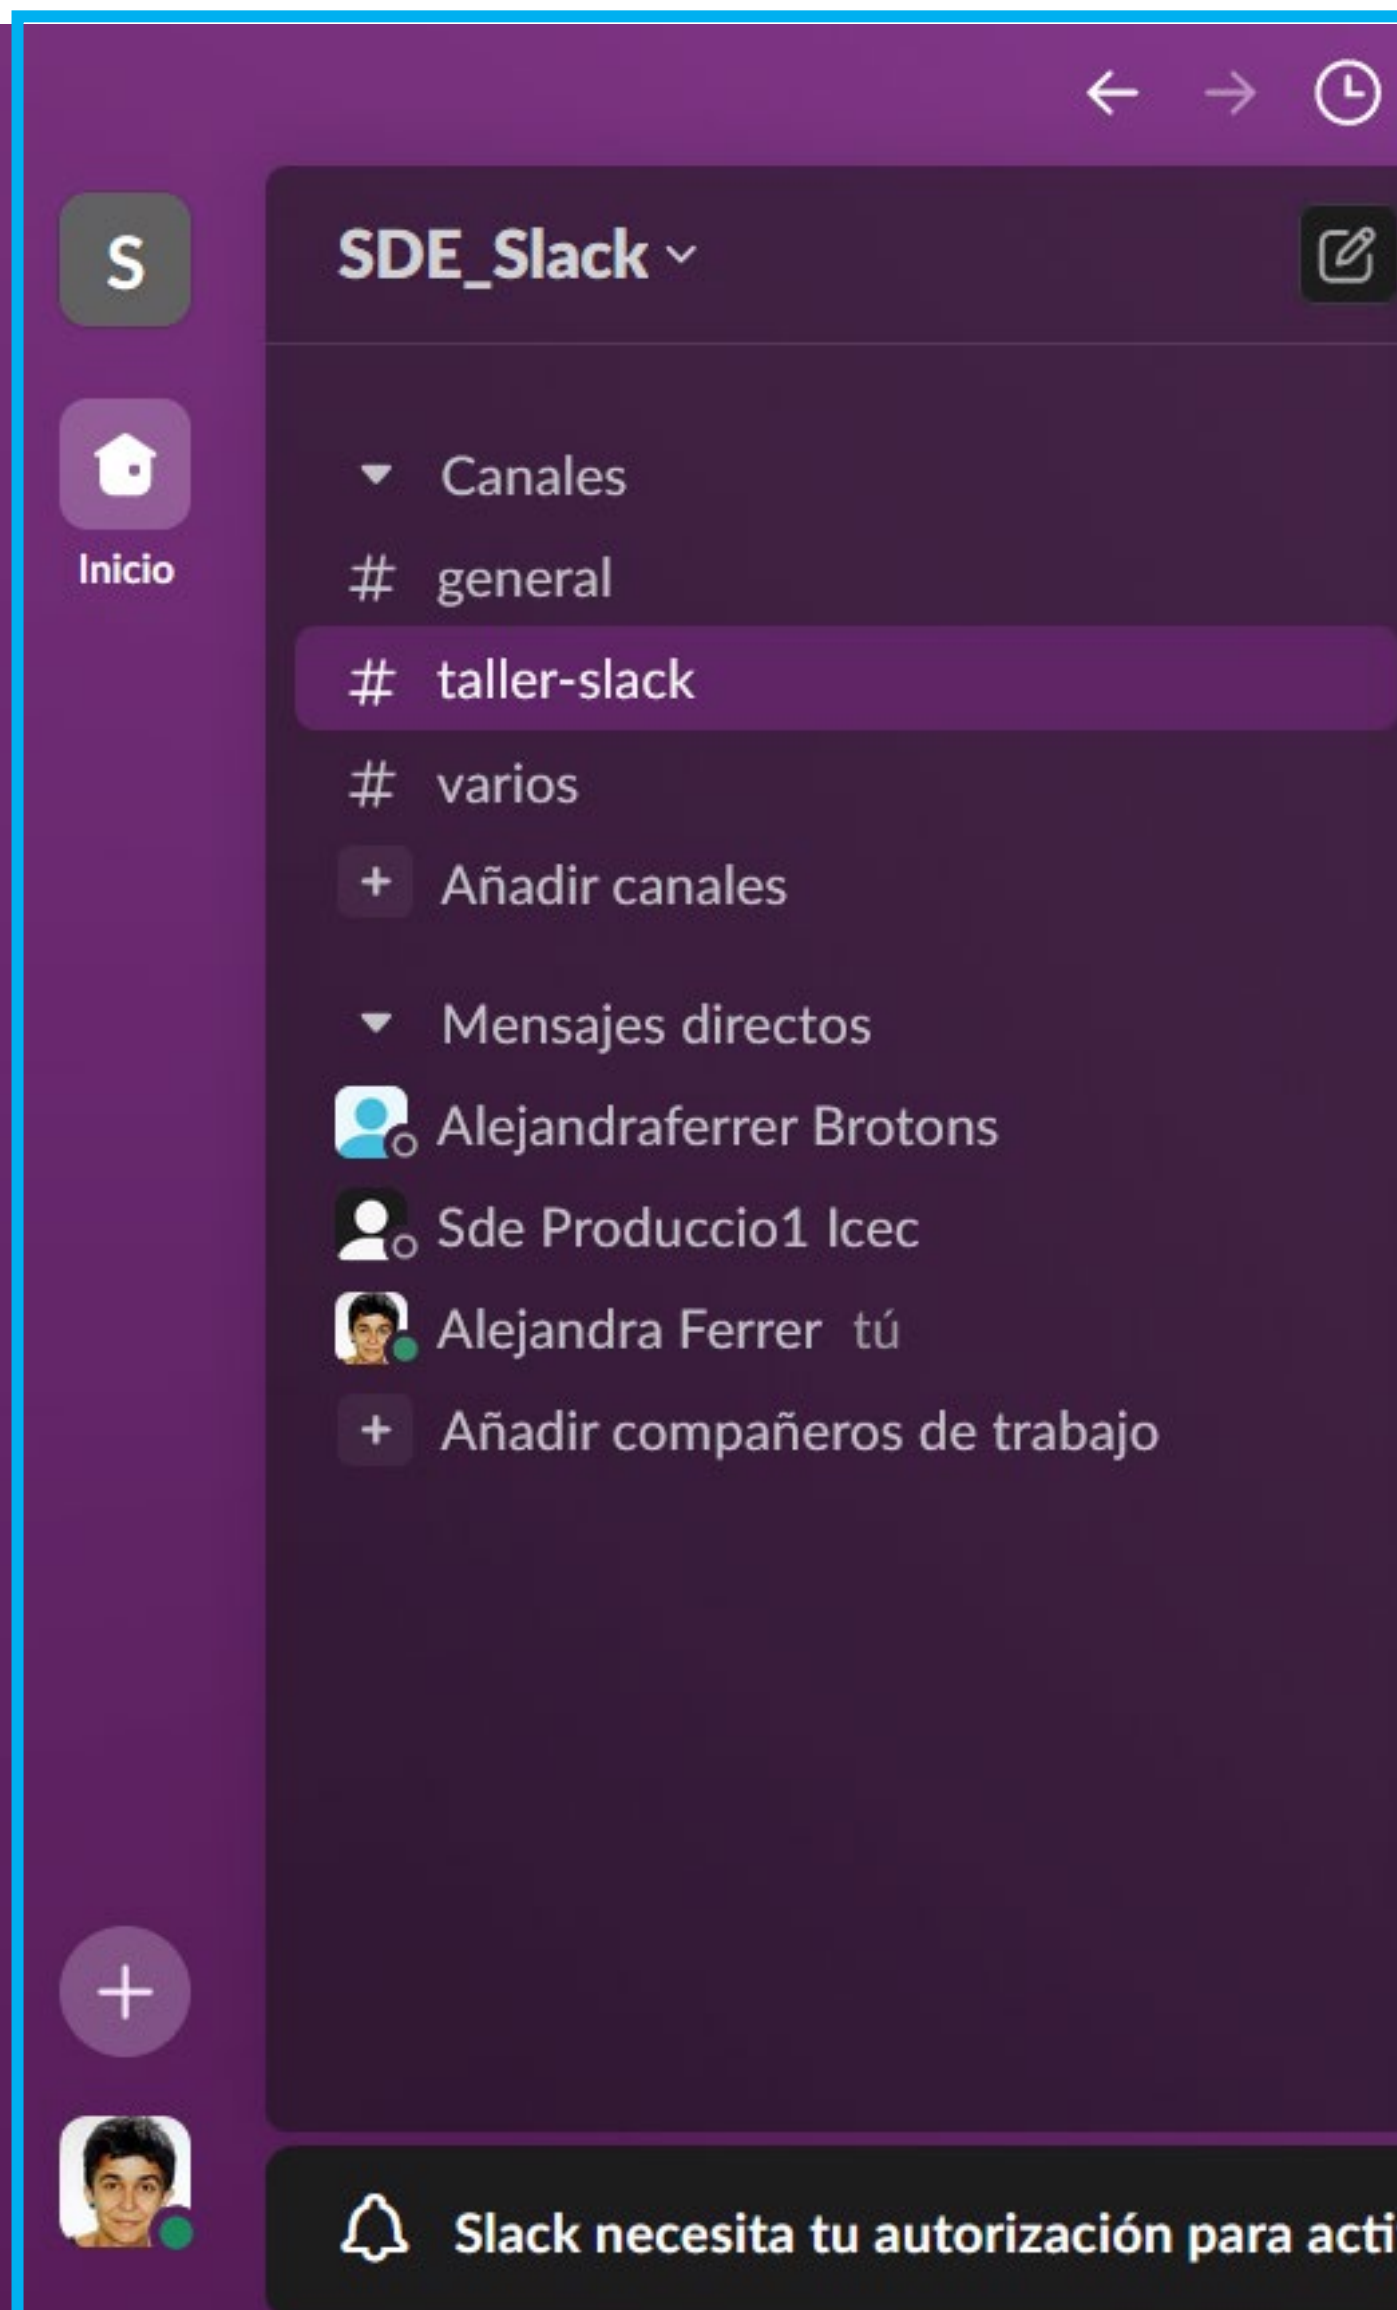 S
SDE_Slack
Inicio
Canales
# general
# taller-slack
# varios
+ Añadir canales
Mensajes directos
Alejandraferrer Brotons
Sde Produccio1 Icec
Alejandra Ferrer tú
+ Añadir compañeros de trabajo
+
Slack necesita tu autorización para acti